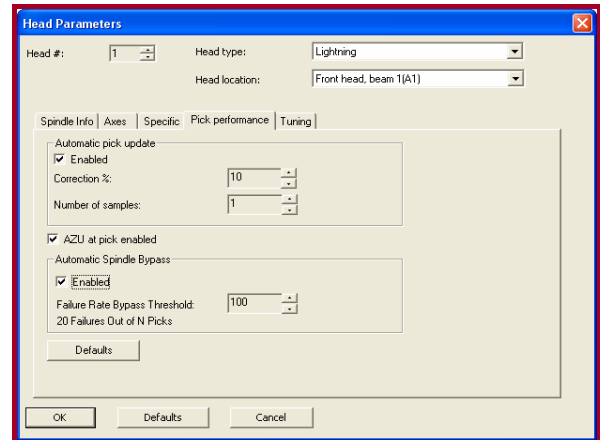 Head Parameters
Head #: 1 Head type: Lightning
Head location: Front head, beam 1(A1)
Spindle Info Axes Specific Pick performance Tuning
Automatic pick update
Enabled
Correction %: 10
Number of samples: 1
AZU at pick enabled
Automatic Spindle Bypass
Enabled
Failure Rate Bypass Threshold: 100
20 Failures Out of N Picks
Defaults
OK Defaults Cancel